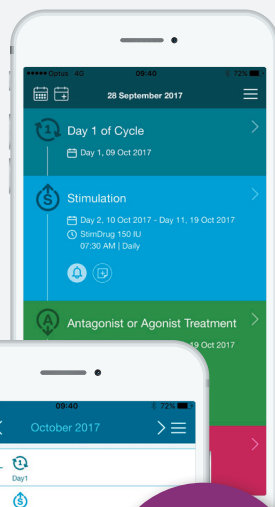 Optus 4G 09:40 72%
28 September 2017
1 Day 1 of Cycle
Day 1, 09 Oct 2017
S Stimulation
Day 2, 10 Oct 2017 - Day 11, 19 Oct 2017
StimDrug 150 IU
07:30 AM | Daily
A Antagonist or Agonist Treatment
19 Oct 2017
09:40 72%
October 2017
1
Day1
S